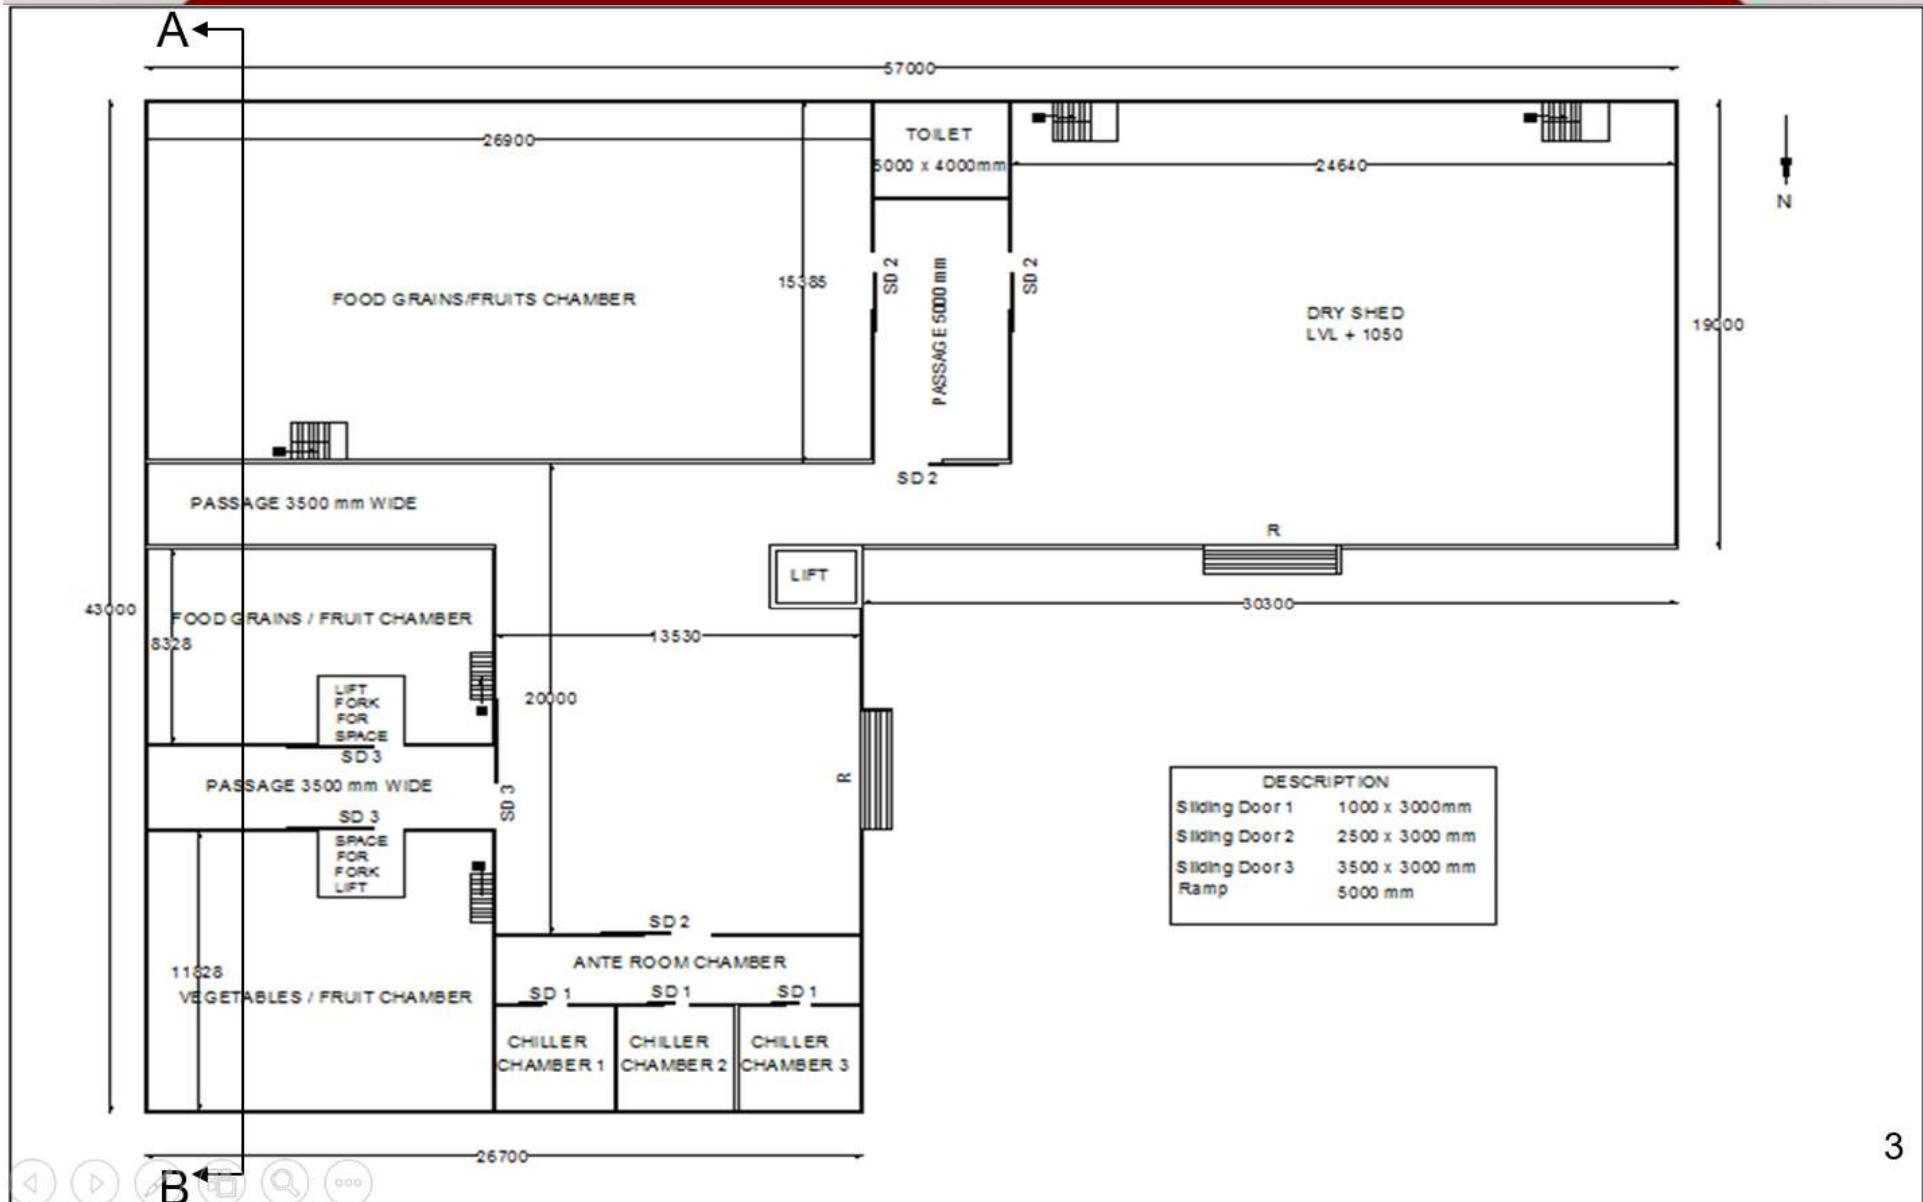 A
57000
26900
TOILET
5000 x 4000mm
24640
N
SD 2
SD 2
15385
PASSAGE 5000 mm
FOOD GRAINS/FRUITS CHAMBER
DRY SHED
LVL + 1050
19000
SD 2
PASSAGE 3500 mm WIDE
R
LIFT
30300
43000
FOOD GRAINS / FRUIT CHAMBER
8328
13530
LIFT
FORK
FOR
SPACE
20000
SD 3
PASSAGE 3500 mm WIDE
SD 3
R
SD 3
SPACE
FOR
FORK
LIFT
DESCRIPTION
Sliding Door 1 1000 x 3000mm
Sliding Door 2 2500 x 3000 mm
Sliding Door 3 3500 x 3000 mm
Ramp 5000 mm
SD 2
ANTE ROOM CHAMBER
11828
VEGETABLES / FRUIT CHAMBER
SD 1
SD 1
SD 1
CHILLER
CHAMBER 1
CHILLER
CHAMBER 2
CHILLER
CHAMBER 3
26700
B
3